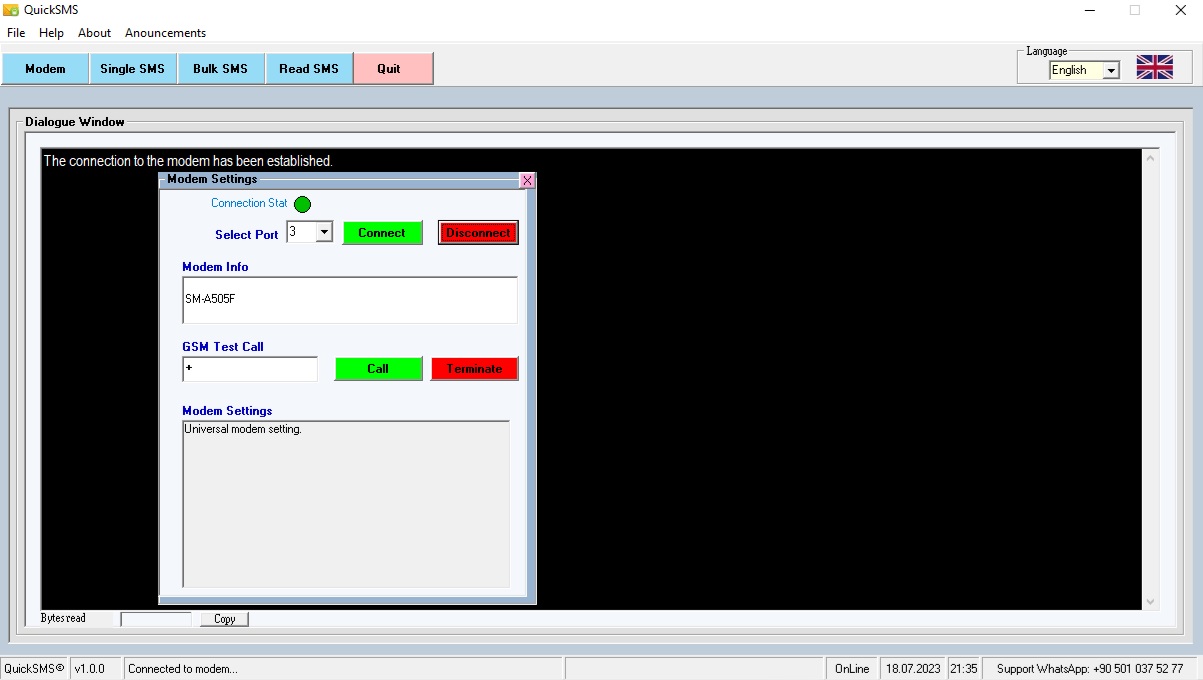 QuickSMS
File Help About Anouncements
Modem Single SMS Bulk SMS Read SMS Quit
Language
English
Dialogue Window
The connection to the modem has been established.
Modem Settings
X
Connection Stat
Select Port 3 Connect Disconnect
Modem Info
SM-A505F
GSM Test Call
+ Call Terminate
Modem Settings
Universal modem setting.
Bytes read Copy
QuickSMS© v1.0.0 Connected to modem... OnLine 18.07.2023 21:35 Support WhatsApp: +90 501 037 52 77